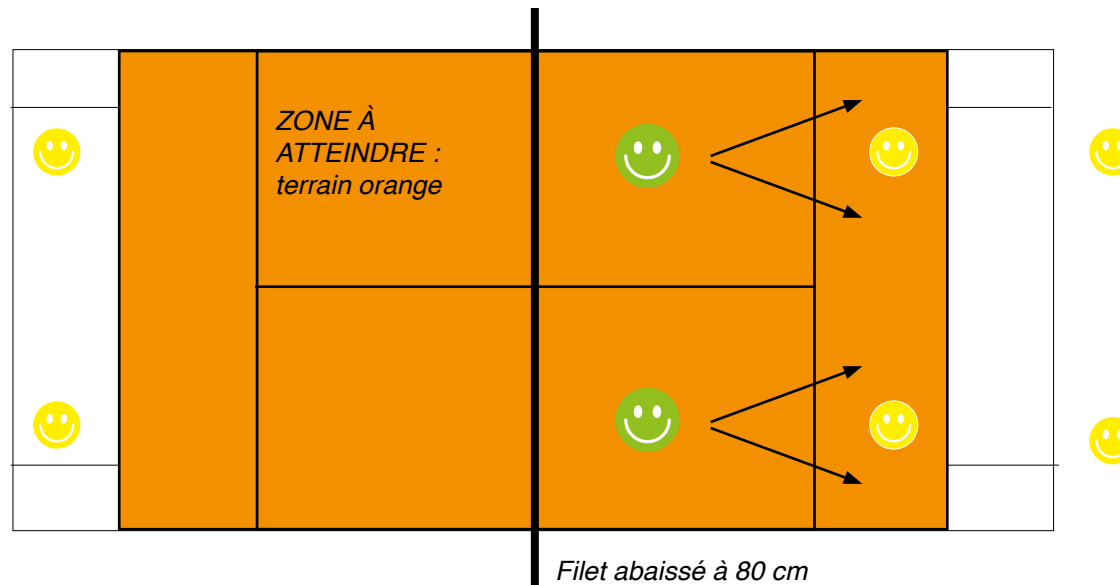 ZONE À
ATTEINDRE :
terrain orange
Filet abaissé à 80 cm